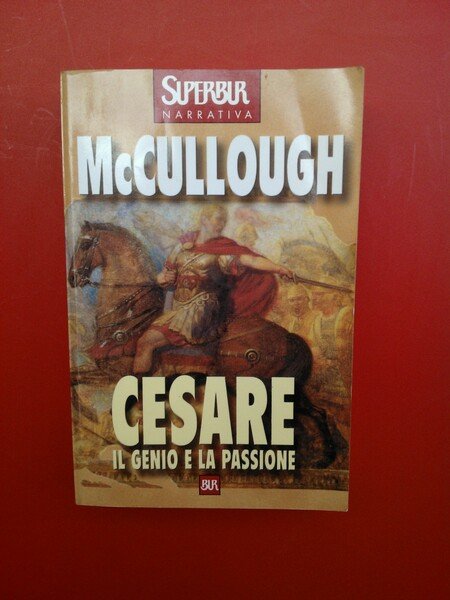 SUPERBUR
NARRATIVA
McCULLOUGH
CESARE
IL GENIO E LA PASSIONE
BUR